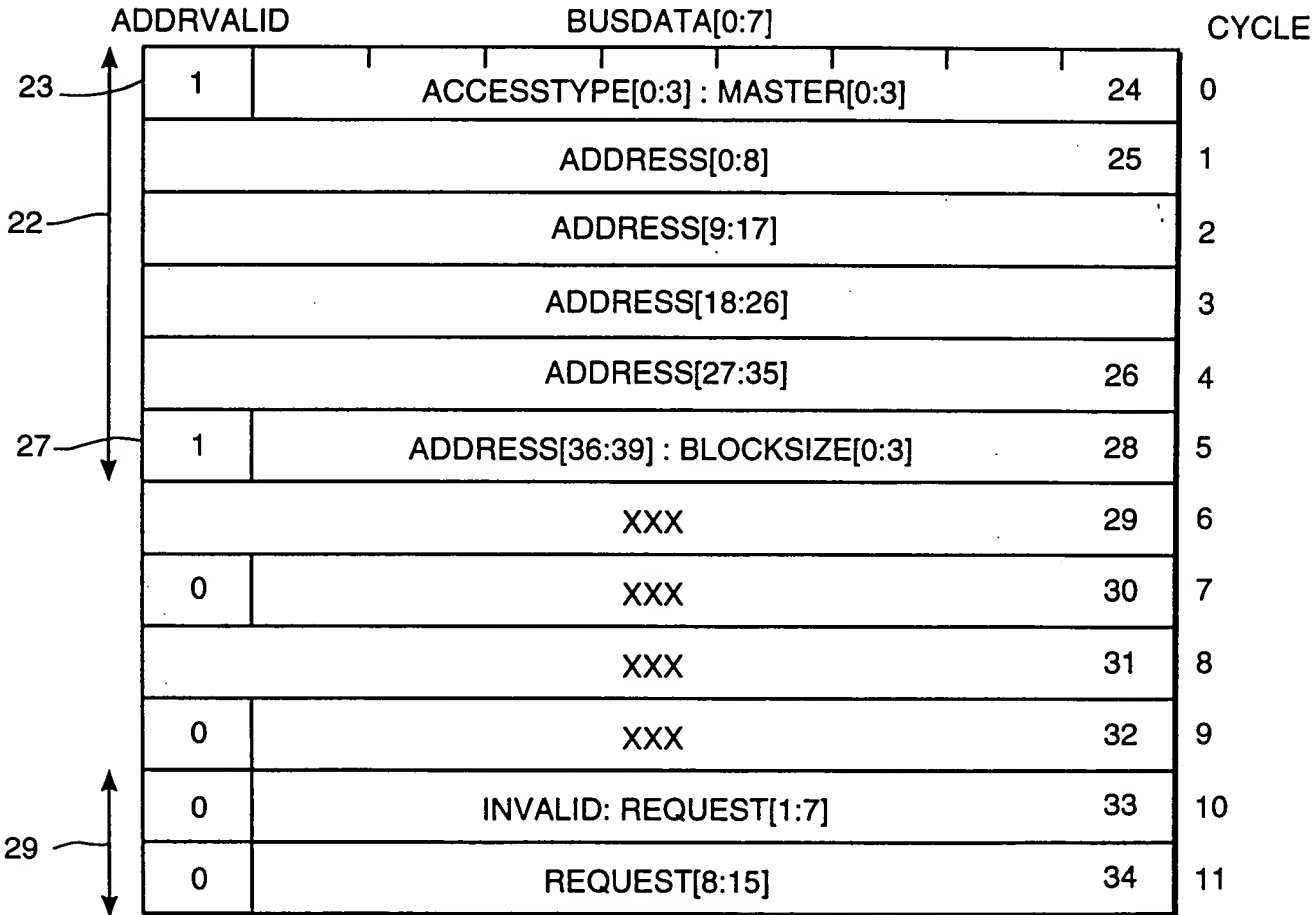 ADDRVALID BUSDATA[0:7] CYCLE
23 1 ACCESSTYPE[0:3] : MASTER[0:3] 24 0
ADDRESS[0:8] 25 1
22 ADDRESS[9:17] 2
ADDRESS[18:26] 3
ADDRESS[27:35] 26 4
27 1 ADDRESS[36:39] : BLOCKSIZE[0:3] 28 5
XXX 29 6
0 XXX 30 7
XXX 31 8
0 XXX 32 9
0 INVALID: REQUEST[1:7] 33 10
29 0 REQUEST[8:15] 34 11